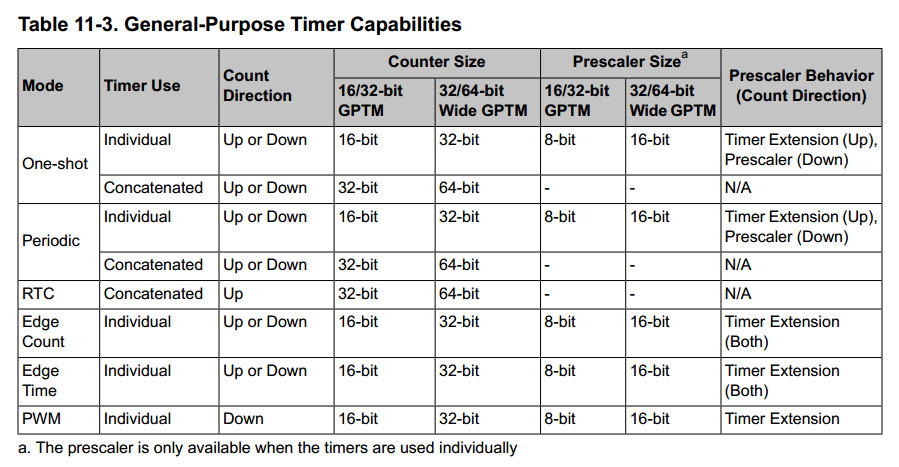 Table 11-3. General-Purpose Timer Capabilities
Mode Timer Use Count Direction Counter Size Prescaler Sizeᵃ Prescaler Behavior (Count Direction)
16/32-bit GPTM 32/64-bit Wide GPTM 16/32-bit GPTM 32/64-bit Wide GPTM
One-shot Individual Up or Down 16-bit 32-bit 8-bit 16-bit Timer Extension (Up), Prescaler (Down)
Concatenated Up or Down 32-bit 64-bit - - N/A
Periodic Individual Up or Down 16-bit 32-bit 8-bit 16-bit Timer Extension (Up), Prescaler (Down)
Concatenated Up or Down 32-bit 64-bit - - N/A
RTC Concatenated Up 32-bit 64-bit - - N/A
Edge Count Individual Up or Down 16-bit 32-bit 8-bit 16-bit Timer Extension (Both)
Edge Time Individual Up or Down 16-bit 32-bit 8-bit 16-bit Timer Extension (Both)
PWM Individual Down 16-bit 32-bit 8-bit 16-bit Timer Extension
a. The prescaler is only available when the timers are used individually